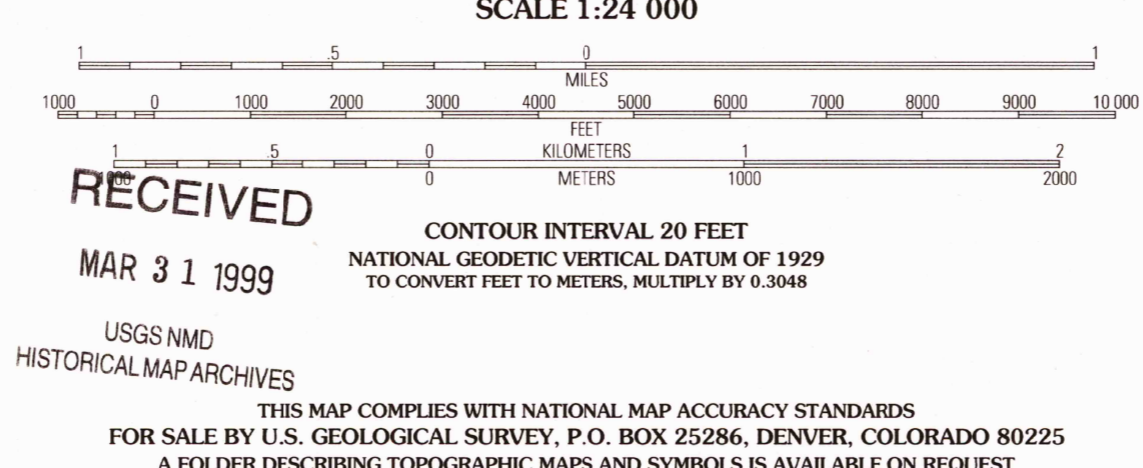 SCALE 1:24 000
1 .5 0 1
MILES
1000 0 1000 2000 3000 4000 5000 6000 7000 8000 9000 10 000
FEET
1 .5 0 KILOMETERS 1 2
1000 0 METERS 1000 2000
RECEIVED
MAR 31 1999
USGS NMD
HISTORICAL MAP ARCHIVES
CONTOUR INTERVAL 20 FEET
NATIONAL GEODETIC VERTICAL DATUM OF 1929
TO CONVERT FEET TO METERS, MULTIPLY BY 0.3048
THIS MAP COMPLIES WITH NATIONAL MAP ACCURACY STANDARDS
FOR SALE BY U.S. GEOLOGICAL SURVEY, P.O. BOX 25286, DENVER, COLORADO 80225
A FOLDER DESCRIBING TOPOGRAPHIC MAPS AND SYMBOLS IS AVAILABLE ON REQUEST